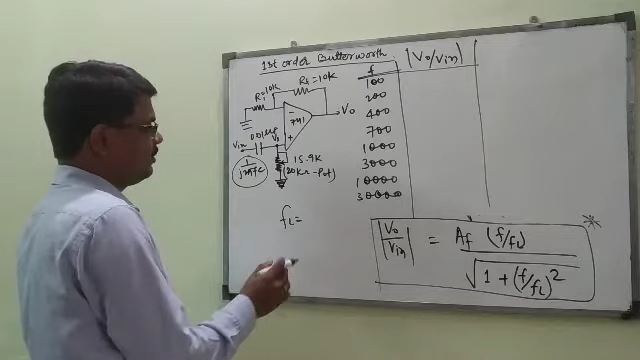 1st order Butterworth
R₁=10K
Rf=10K
f
|Vo/Vin|
100
200
400
700
1000
3000
10000
30000
741
-
+
Vo
Vin
0.01μF
15.9K
(20KΩ-Pot)
fL=
|Vo/Vin| = Af (f/fL) / √1 + (f/fL)²